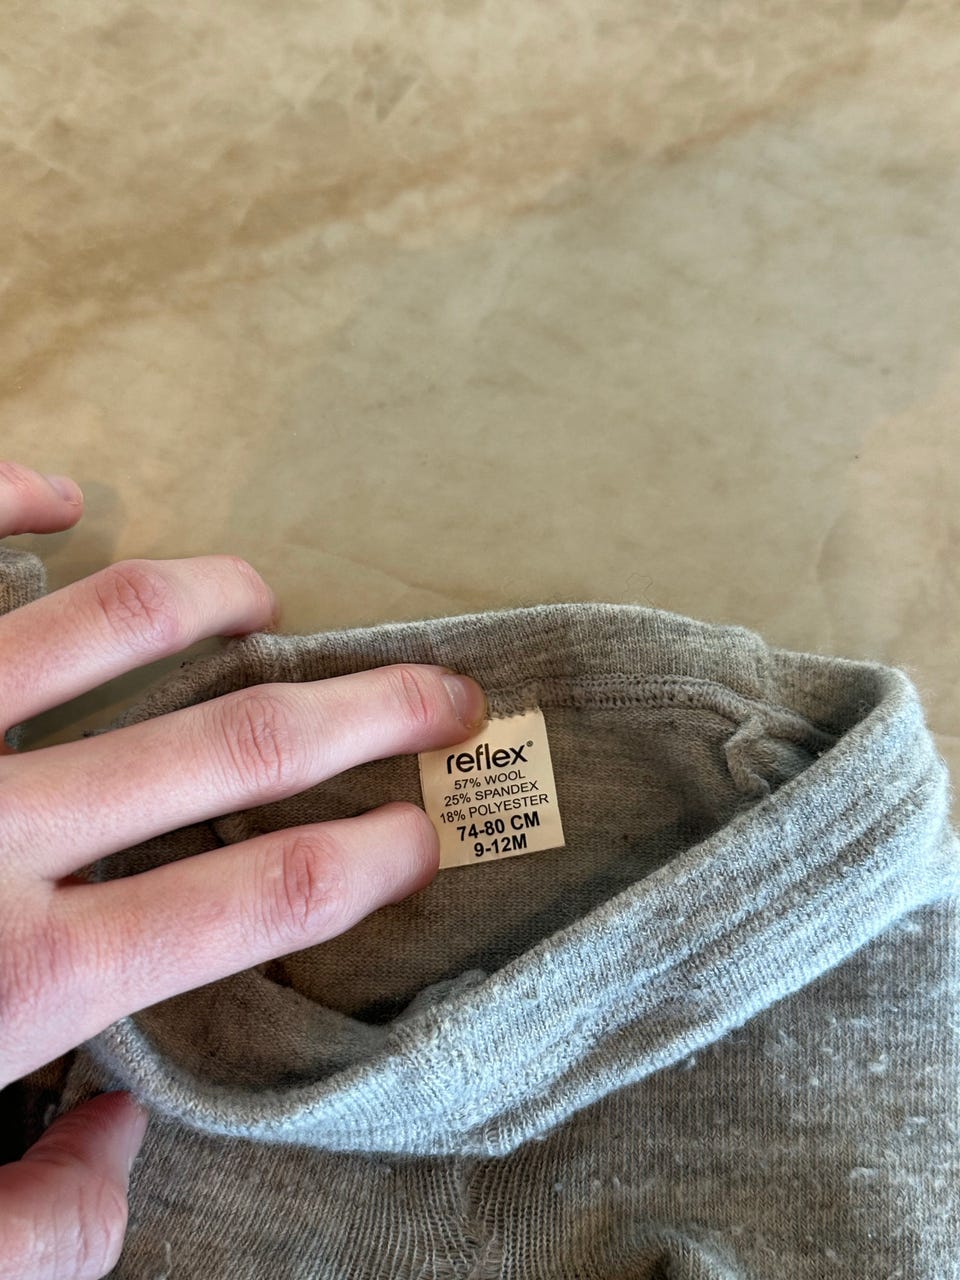 reflex®
57% WOOL
25% SPANDEX
18% POLYESTER
74-80 CM
9-12M